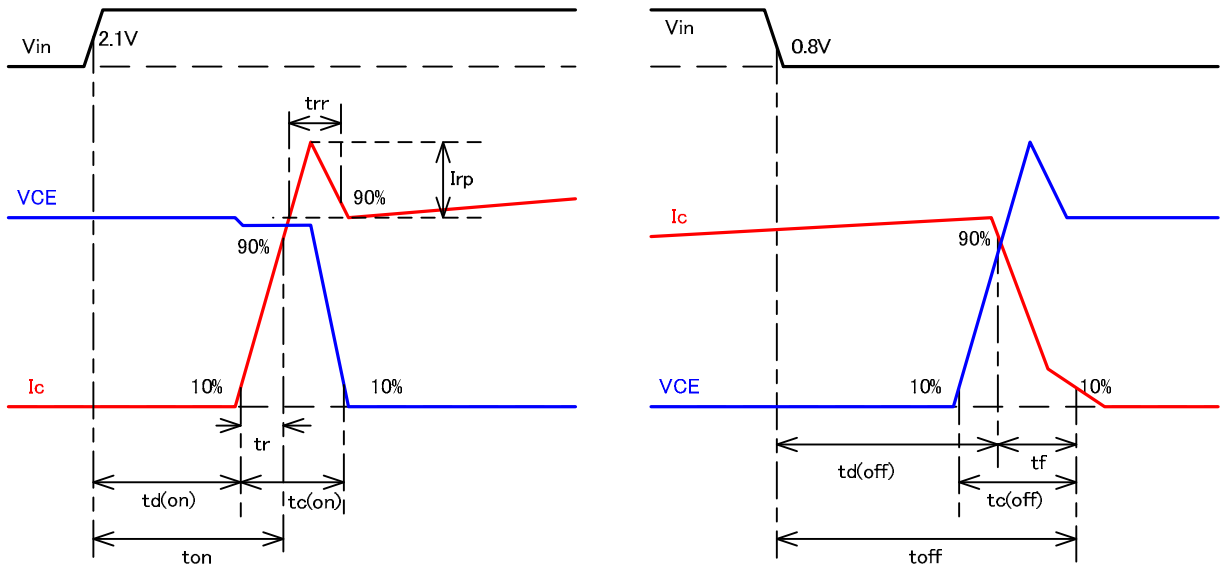 Vin
2.1V
trr
Irp
90%
VCE
90%
Ic
10%
10%
tr
td(on)
tc(on)
ton
Vin
0.8V
Ic
90%
VCE
10%
10%
td(off)
tf
tc(off)
toff